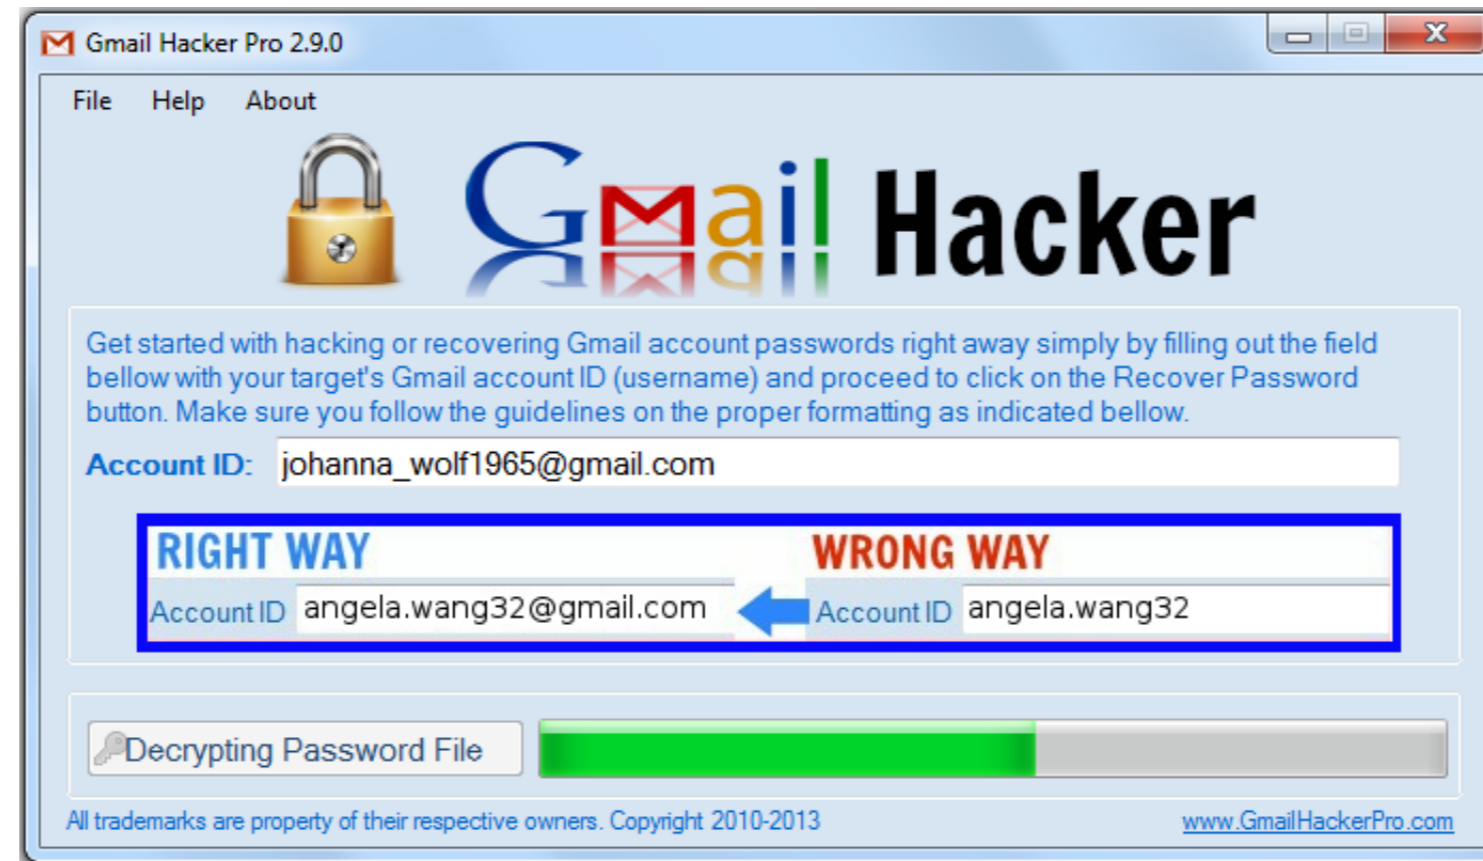 Gmail Hacker Pro 2.9.0
File Help About
Gmail Hacker
Get started with hacking or recovering Gmail account passwords right away simply by filling out the field
bellow with your target's Gmail account ID (username) and proceed to click on the Recover Password
button. Make sure you follow the guidelines on the proper formatting as indicated bellow.
Account ID: johanna_wolf1965@gmail.com
RIGHT WAY WRONG WAY
Account ID angela.wang32@gmail.com Account ID angela.wang32
Decrypting Password File
All trademarks are property of their respective owners. Copyright 2010-2013 www.GmailHackerPro.com